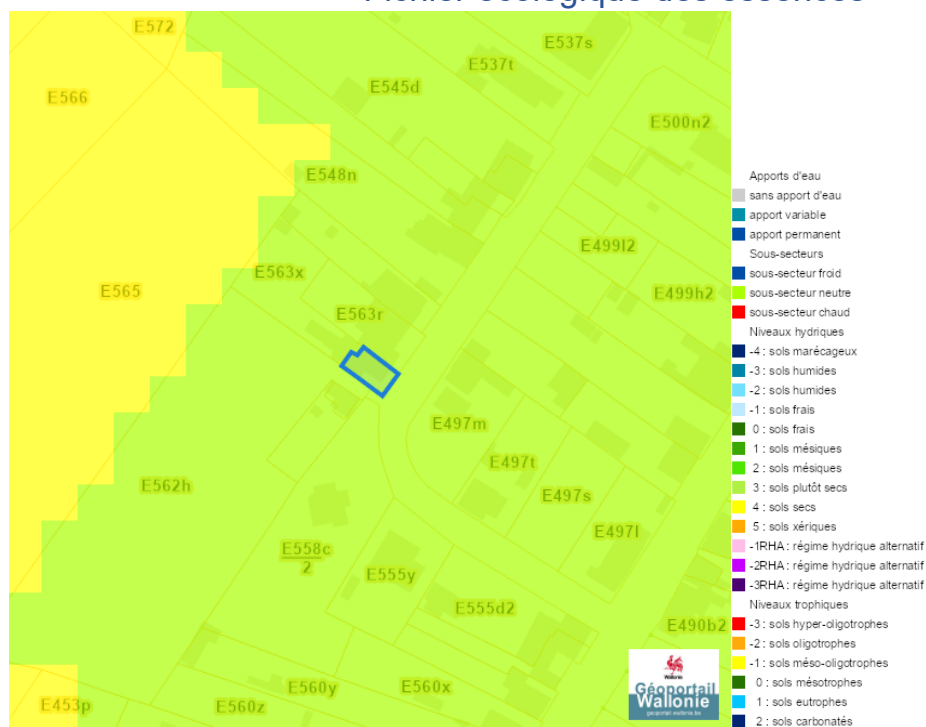 Fichier écologique des essences
E572
E537s
E537t
E566
E545d
E500n2
E548n
E499l2
E563x
E565
E499h2
E563r
E497m
E497t
E562h
E497s
E497l
E558c
2
E555y
E555d2
E490b2
E560y
E560x
E453p
E560z
Apports d'eau
sans apport d'eau
apport variable
apport permanent
Sous-secteurs
sous-secteur froid
sous-secteur neutre
sous-secteur chaud
Niveaux hydriques
-4 : sols marécageux
-3 : sols humides
-2 : sols humides
-1 : sols frais
0 : sols frais
1 : sols mésiques
2 : sols mésiques
3 : sols plutôt secs
4 : sols secs
5 : sols xériques
-1RHA : régime hydrique alternatif
-2RHA : régime hydrique alternatif
-3RHA : régime hydrique alternatif
Niveaux trophiques
-3 : sols hyper-oligotrophes
-2 : sols oligotrophes
-1 : sols méso-oligotrophes
0 : sols mésotrophes
1 : sols eutrophes
2 : sols carbonatés
Wallonie
Géoportail
Wallonie
geoportail.wallonie.be